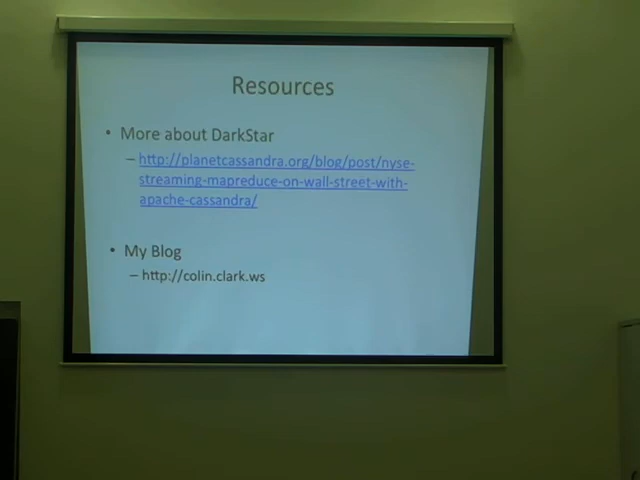 Resources
• More about DarkStar
– http://planetcassandra.org/blog/post/nyse-
streaming-mapreduce-on-wall-street-with-
apache-cassandra/
• My Blog
– http://colin.clark.ws